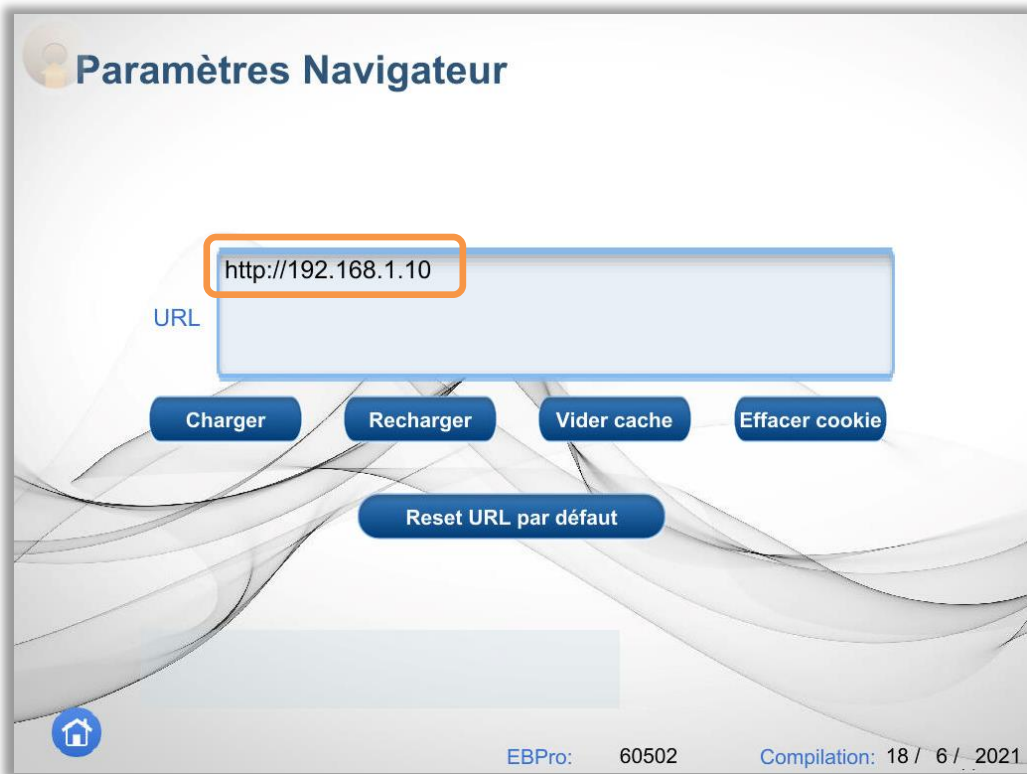 Paramètres Navigateur
http://192.168.1.10
URL
Charger Recharger Vider cache Effacer cookie
Reset URL par défaut
EBPro: 60502 Compilation: 18 / 6 / 2021